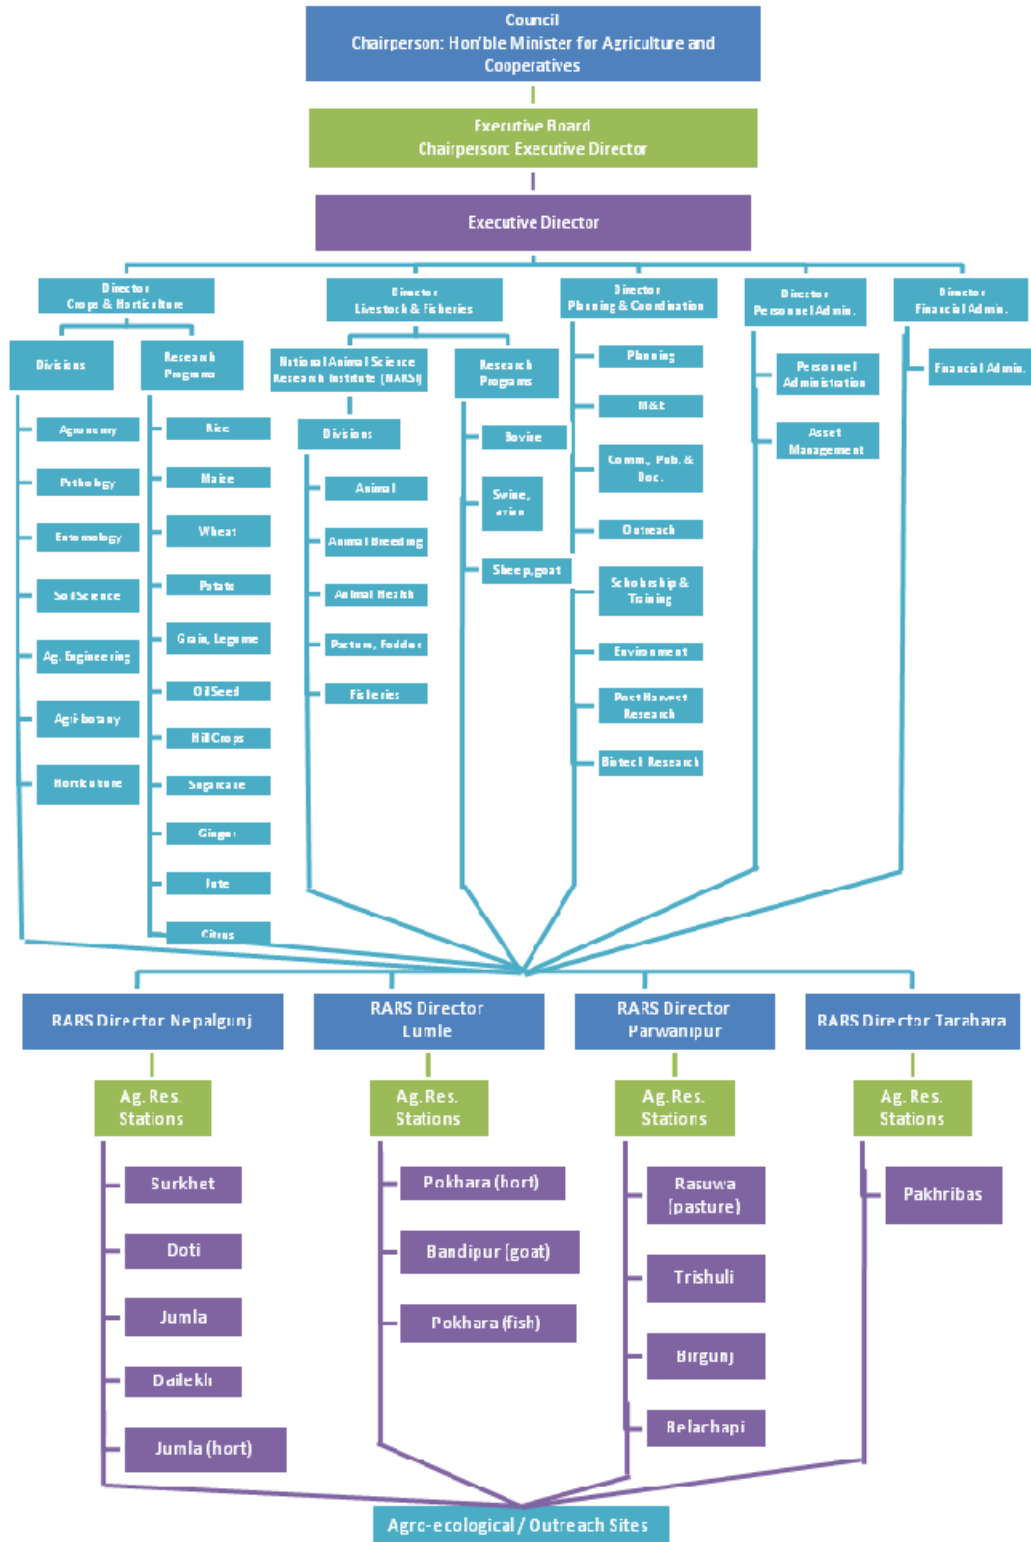 Council
Chairperson: Hon'ble Minister for Agriculture and
Cooperatives
Executive Board
Chairperson: Executive Director
Executive Director
Director
Crops & Horticulture
Director
Livestock & Fisheries
Director
Planning & Coordination
Director
Personnel Admin.
Director
Financial Admin.
Divisions
Agronomy
Pathology
Entomology
Soil Science
Ag. Engineering
Agri-botany
Horticulture
Research
Programs
Rice
Maize
Wheat
Potato
Grain, Legume
Oil Seed
Hill Crops
Sugarcane
Ginger
Jute
Citrus
National Animal Science
Research Institute (NARSI)
Divisions
Animal
Animal Breeding
Animal Health
Pasture, Fodder
Fisheries
Research
Programs
Bovine
Swine,
avian
Sheep,goat
Planning
M&E
Comm., Pub. &
Doc.
Outreach
Scholarship &
Training
Environment
Post Harvest
Research
Biotech Research
Personnel
Administration
Asset
Management
Financial Admin.
RARS Director Nepalgunj
RARS Director
Lumle
RARS Director
Parwanipur
RARS Director Tarahara
Ag. Res.
Stations
Surkhet
Doti
Jumla
Dailekh
Jumla (hort)
Ag. Res.
Stations
Pokhara (hort)
Bandipur (goat)
Pokhara (fish)
Ag. Res.
Stations
Rasuwa
(pasture)
Trishuli
Birgunj
Belachapi
Ag. Res.
Stations
Pakhribas
Agro-ecological / Outreach Sites